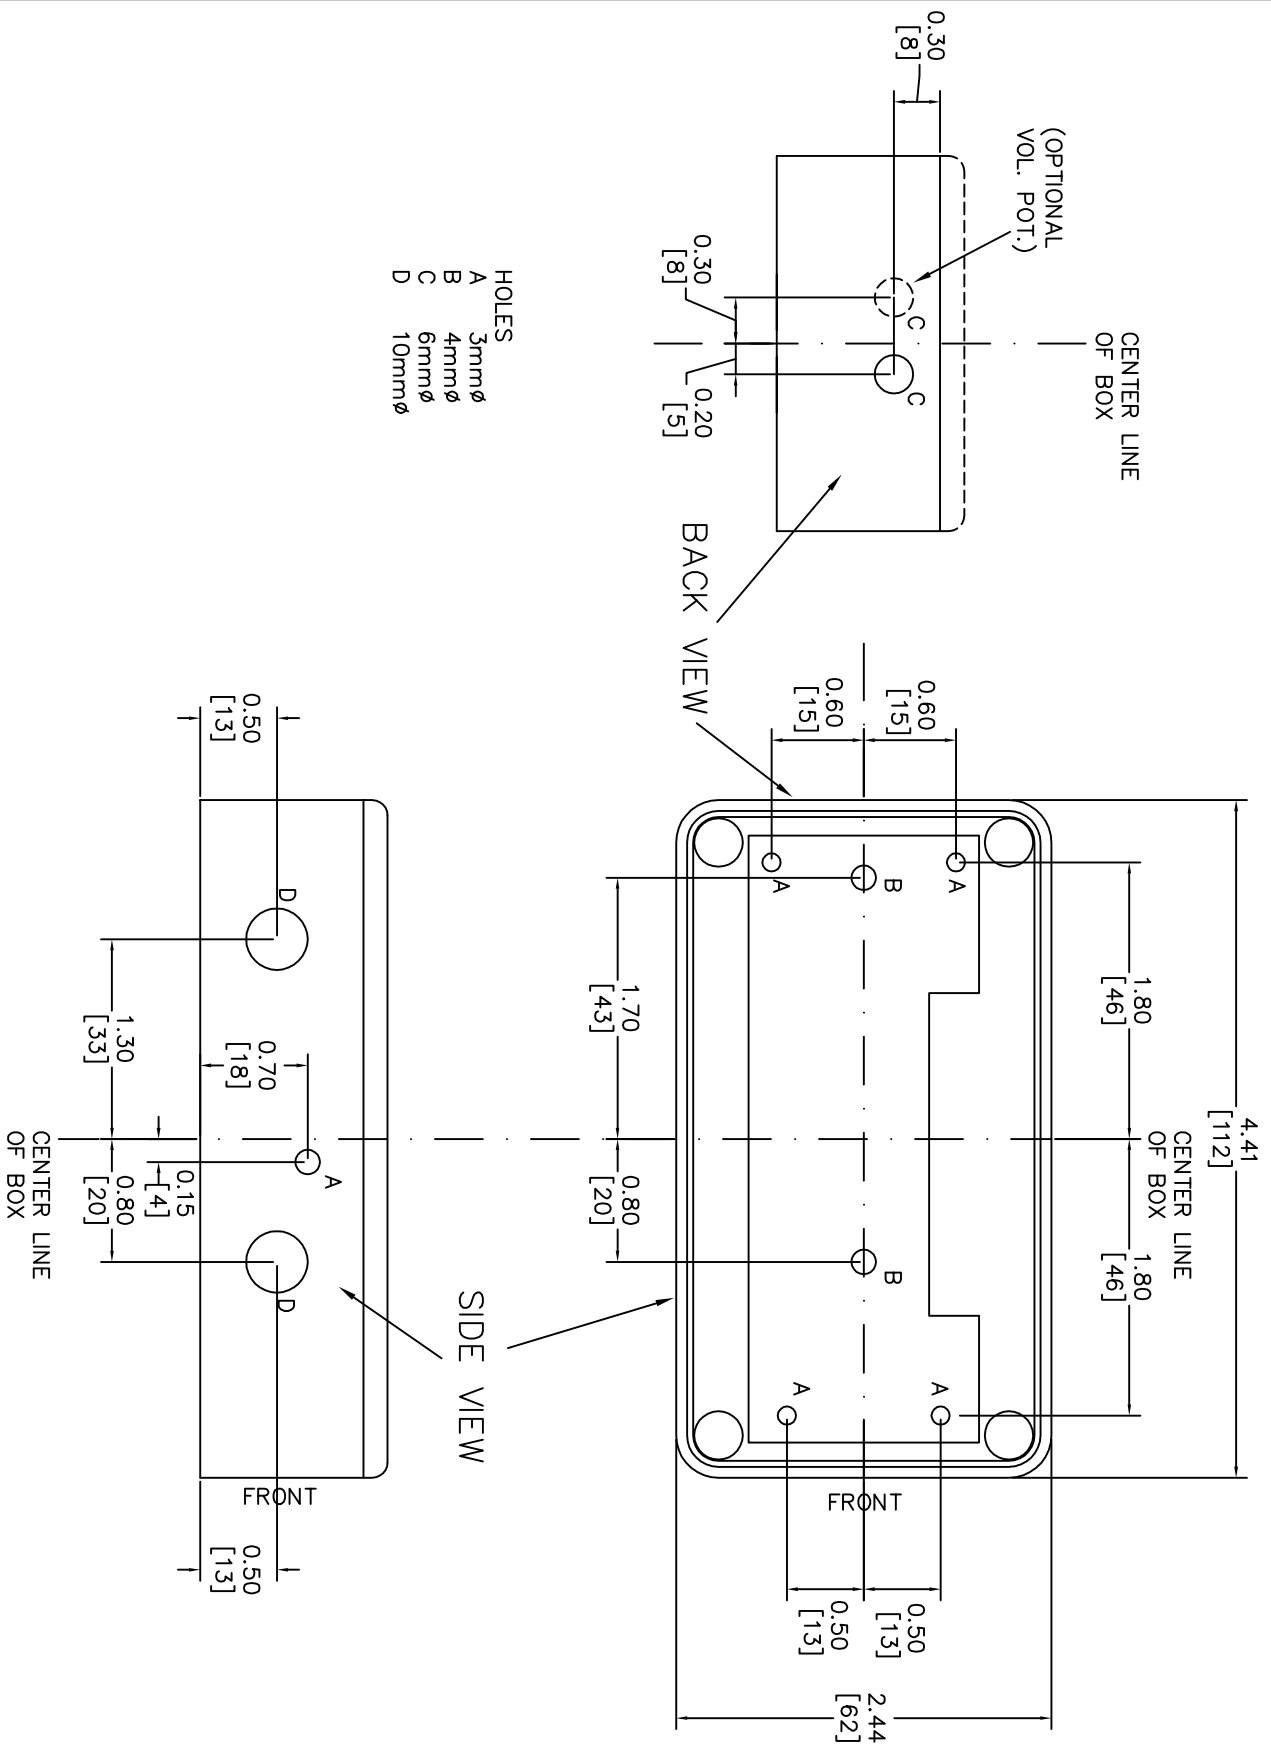 4.41
[112]
1.80
[46]
1.80
[46]
CENTER LINE
OF BOX
CENTER LINE
OF BOX
(OPTIONAL
VOL. POT.)
0.30
[8]
C
C
0.30
[8]
0.20
[5]
BACK VIEW
0.60
[15]
0.60
[15]
A
B
A
B
A
A
FRONT
0.50
[13]
0.50
[13]
2.44
[62]
1.70
[43]
0.80
[20]
HOLES
A 3mmø
B 4mmø
C 6mmø
D 10mmø
SIDE VIEW
D
A
D
FRONT
0.50
[13]
0.50
[13]
0.70
[18]
0.15
[4]
1.30
[33]
0.80
[20]
CENTER LINE
OF BOX